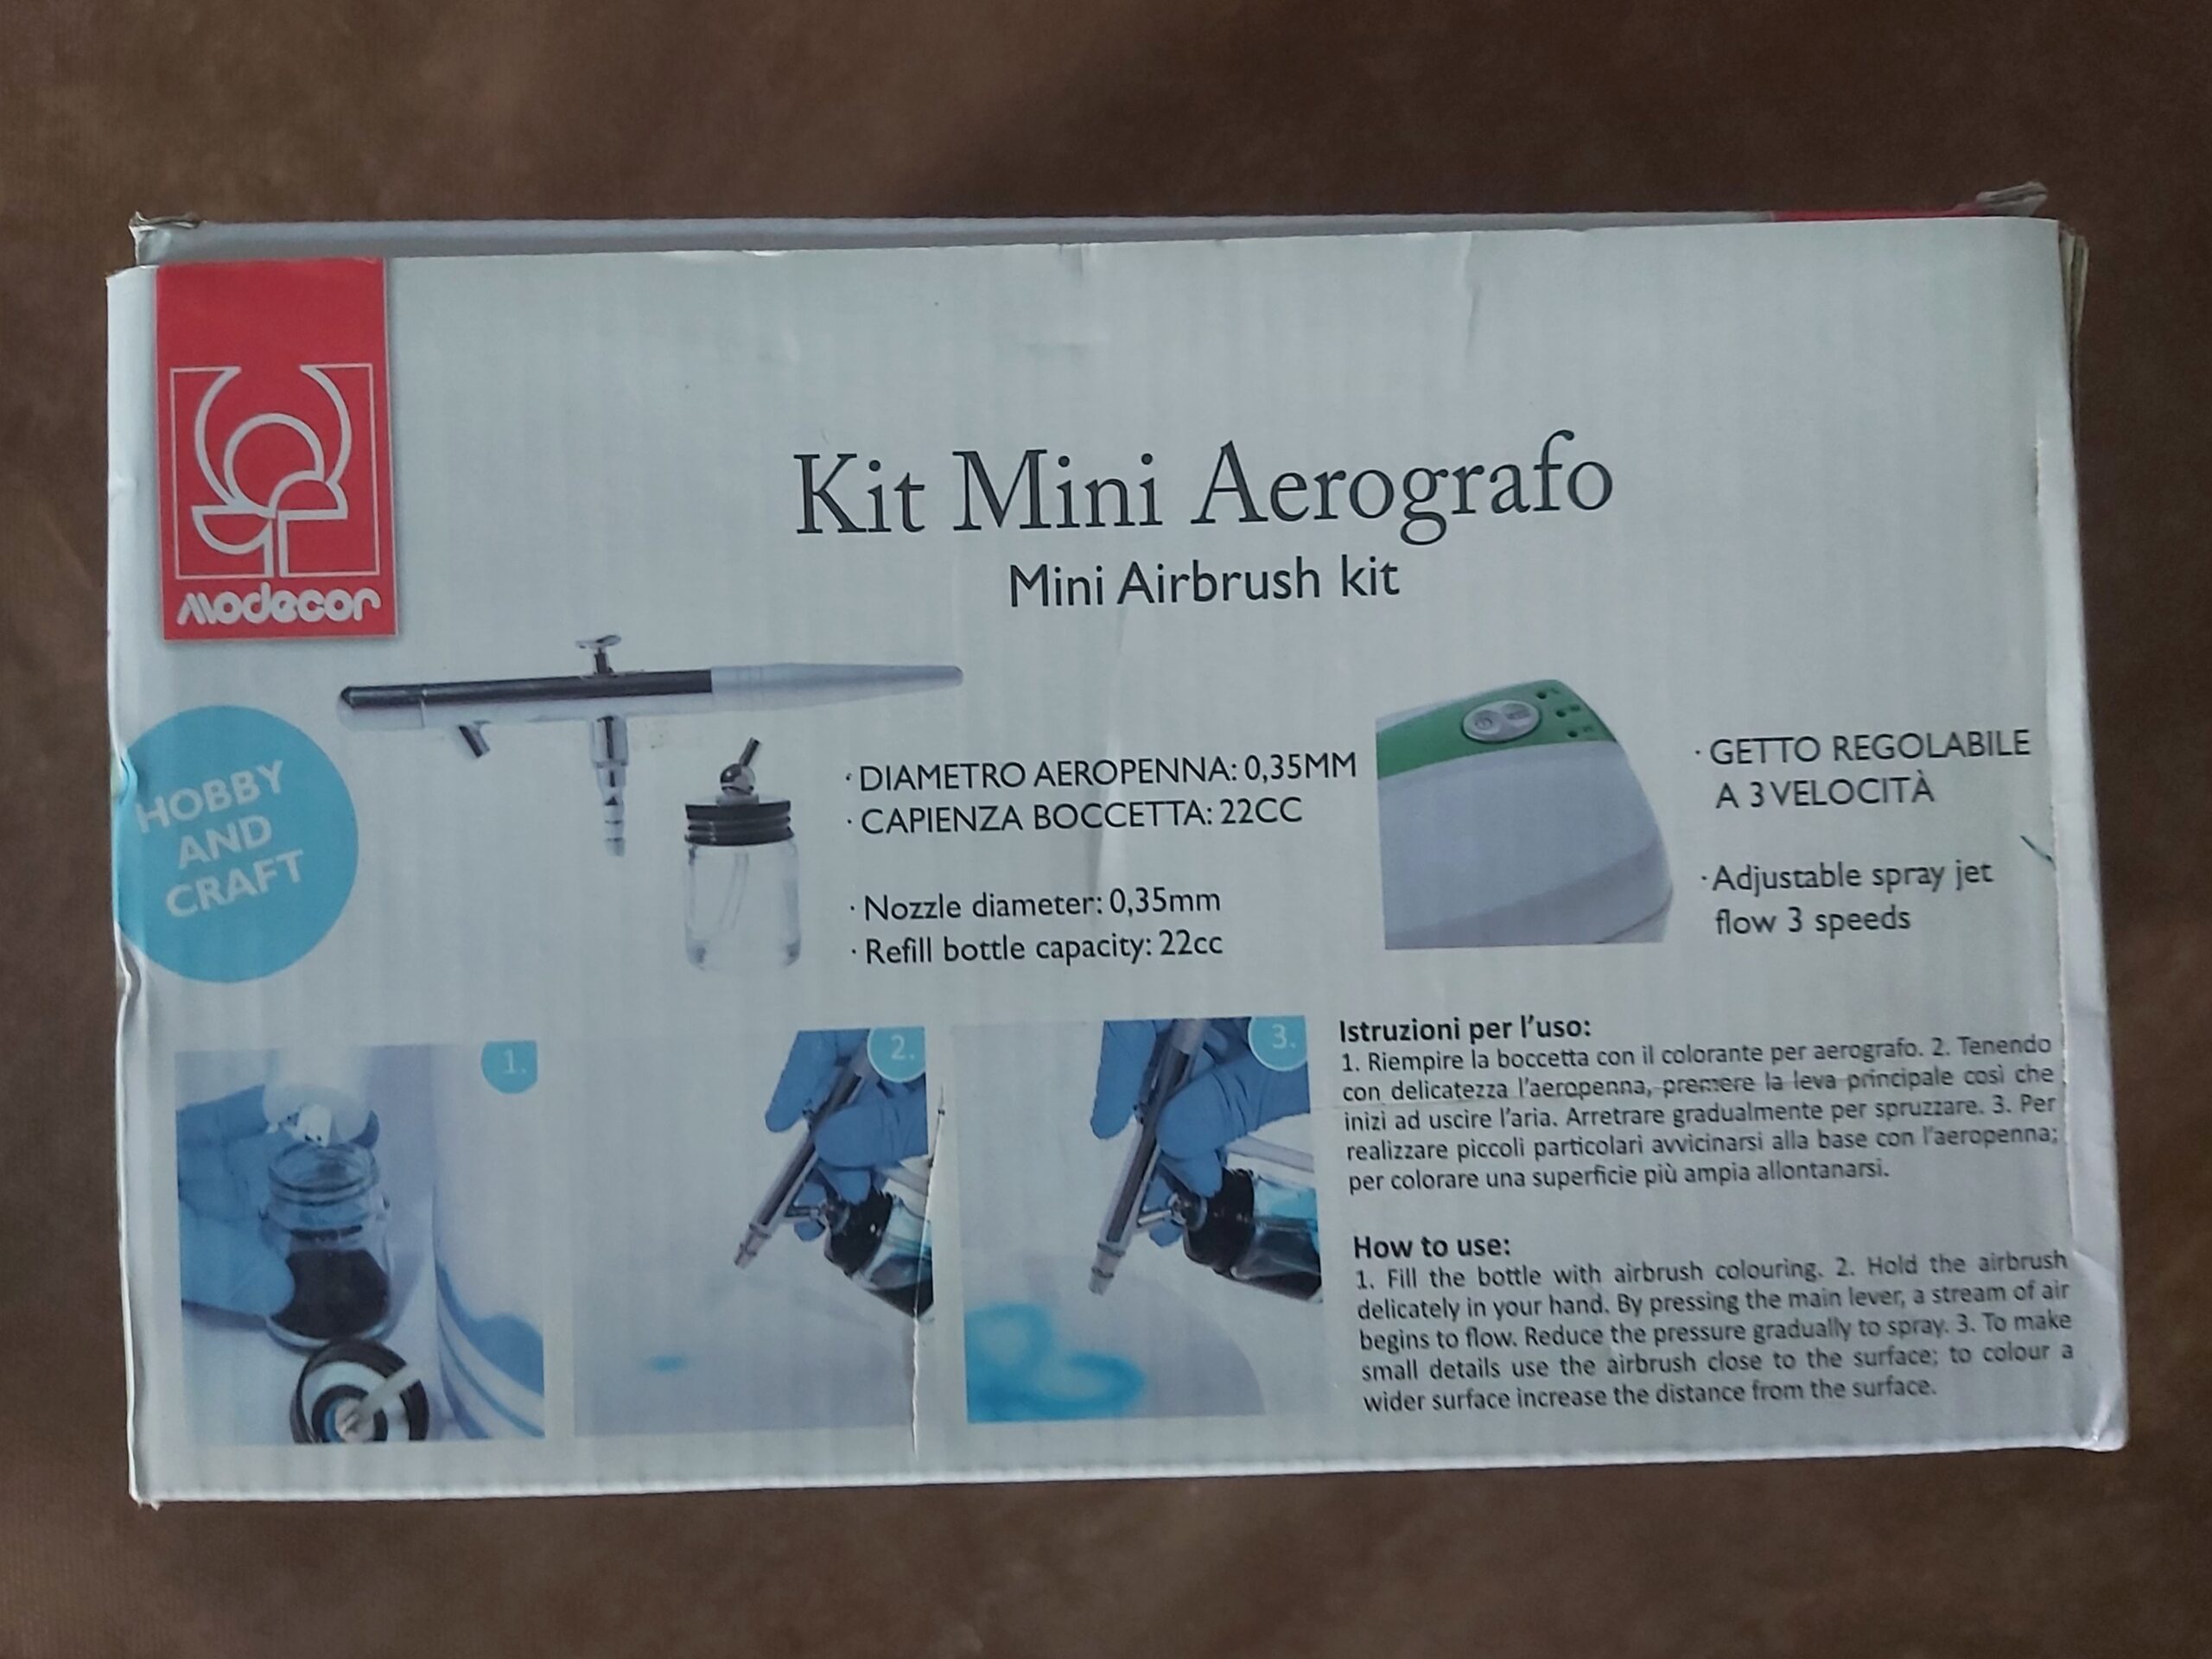 modecor
Kit Mini Aerografo
Mini Airbrush kit
HOBBY
AND
CRAFT
· DIAMETRO AEROPENNA: 0,35MM
· CAPIENZA BOCCETTA: 22CC
· Nozzle diameter: 0,35mm
· Refill bottle capacity: 22cc
· GETTO REGOLABILE
A 3 VELOCITÀ
· Adjustable spray jet
flow 3 speeds
1.
2.
3.
Istruzioni per l'uso:
1. Riempire la boccetta con il colorante per aerografo. 2. Tenendo
con delicatezza l'aeropenna, premere la leva principale così che
inizi ad uscire l'aria. Arretrare gradualmente per spruzzare. 3. Per
realizzare piccoli particolari avvicinarsi alla base con l'aeropenna;
per colorare una superficie più ampia allontanarsi.
How to use:
1. Fill the bottle with airbrush colouring. 2. Hold the airbrush
delicately in your hand. By pressing the main lever, a stream of air
begins to flow. Reduce the pressure gradually to spray. 3. To make
small details use the airbrush close to the surface; to colour a
wider surface increase the distance from the surface.